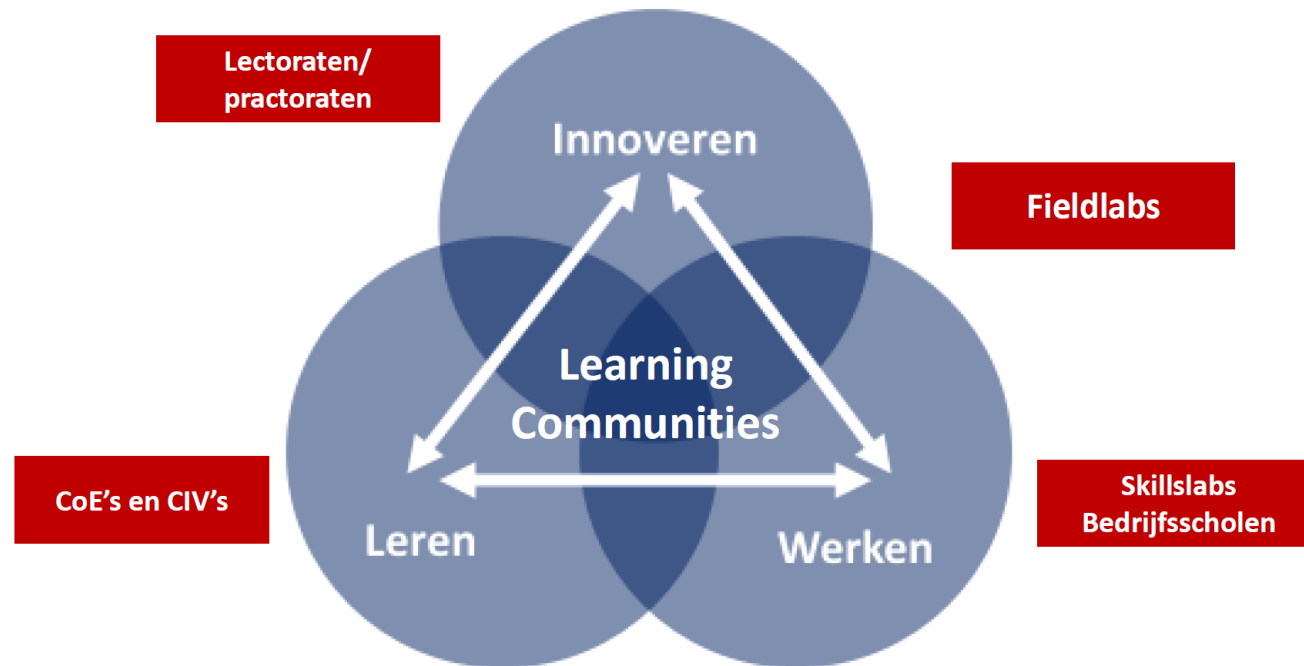 Lectoraten/
practoraten
Innoveren
Fieldlabs
Learning
Communities
CoE’s en CIV’s
Skillslabs
Bedrijfsscholen
Leren
Werken